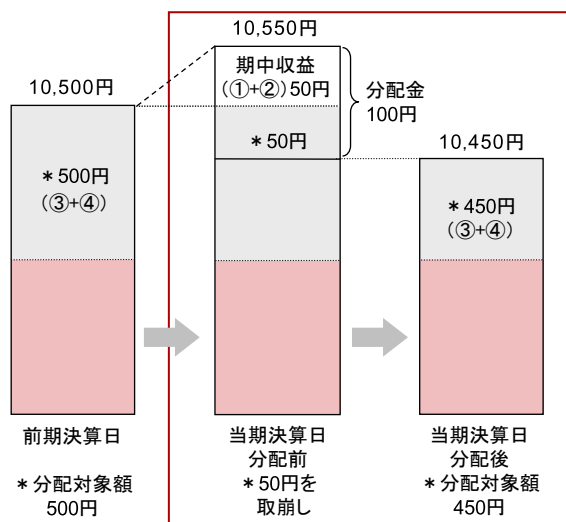 10,550円
10,500円
期中収益
(①+②)50円
分配金
100円
＊50円
10,450円
＊500円
(③+④)
＊450円
(③+④)
前期決算日
＊分配対象額
500円
当期決算日
分配前
＊50円を
取崩し
当期決算日
分配後
＊分配対象額
450円